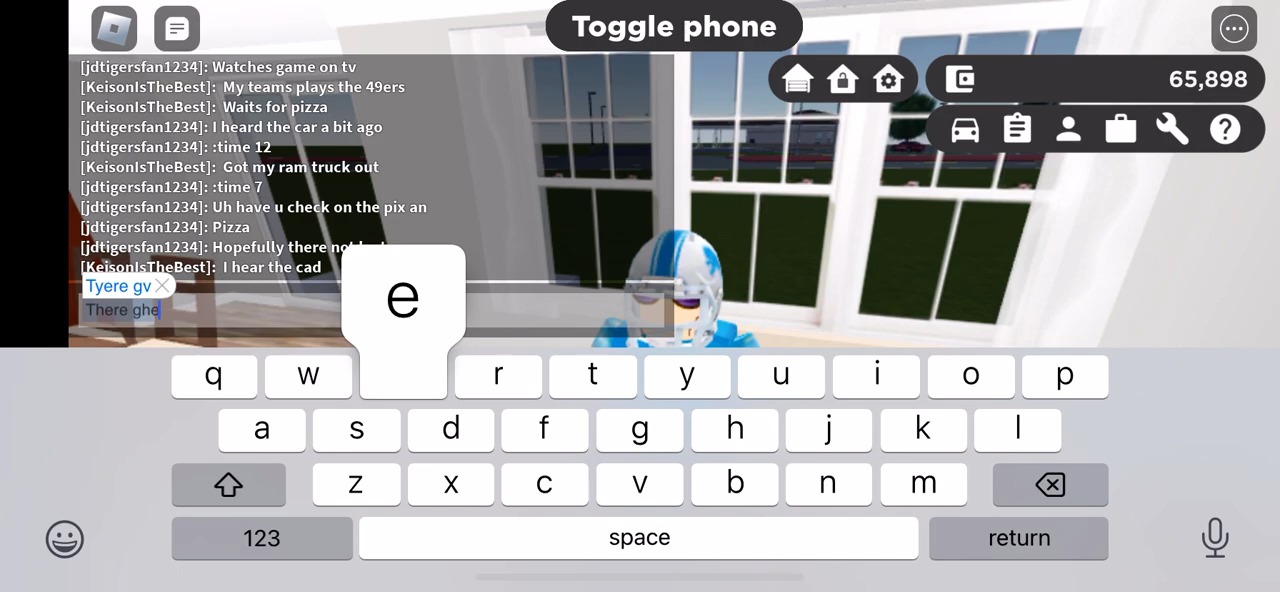 Toggle phone
[jdtigersfan1234]: Watches game on tv
[KeisonIsTheBest]: My teams plays the 49ers
[KeisonIsTheBest]: Waits for pizza
[jdtigersfan1234]: I heard the car a bit ago
[jdtigersfan1234]: :time 12
[KeisonIsTheBest]: Got my ram truck out
[jdtigersfan1234]: :time 7
[jdtigersfan1234]: Uh have u check on the pix an
[jdtigersfan1234]: Pizza
[jdtigersfan1234]: Hopefully there
[KeisonIsTheBest]: I hear the cad
Tyere gv
There ghe
65,898
?
e
q w r t y u i o p
a s d f g h j k l
z x c v b n m
123 space return